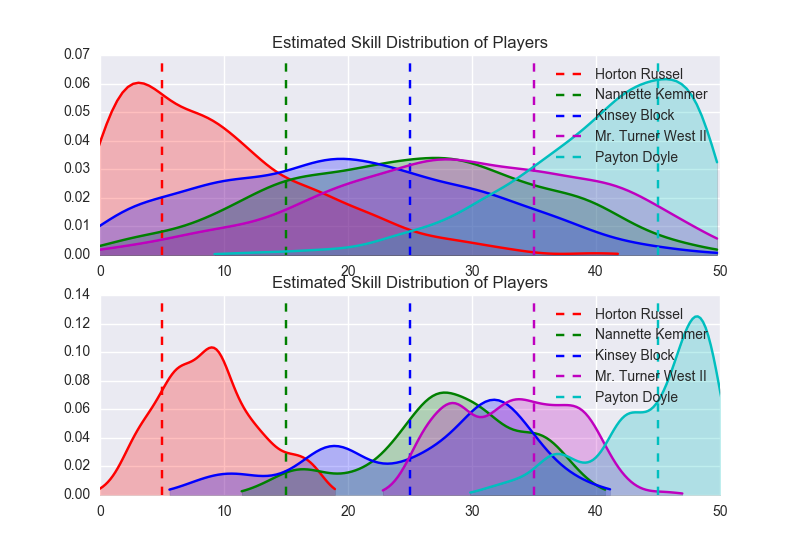 Estimated Skill Distribution of Players
0.07
0.06
0.05
0.04
0.03
0.02
0.01
0.00
Horton Russel
Nannette Kemmer
Kinsey Block
Mr. Turner West II
Payton Doyle
0 10 20 30 40 50
Estimated Skill Distribution of Players
0.14
0.12
0.10
0.08
0.06
0.04
0.02
0.00
Horton Russel
Nannette Kemmer
Kinsey Block
Mr. Turner West II
Payton Doyle
0 10 20 30 40 50